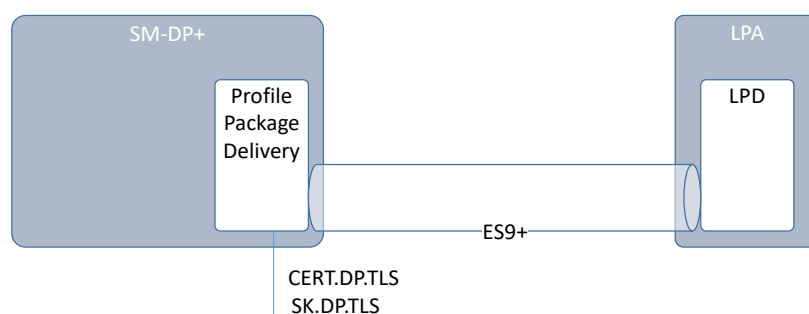 SM-DP+
LPA
Profile
Package
Delivery
LPD
ES9+
CERT.DP.TLS
SK.DP.TLS